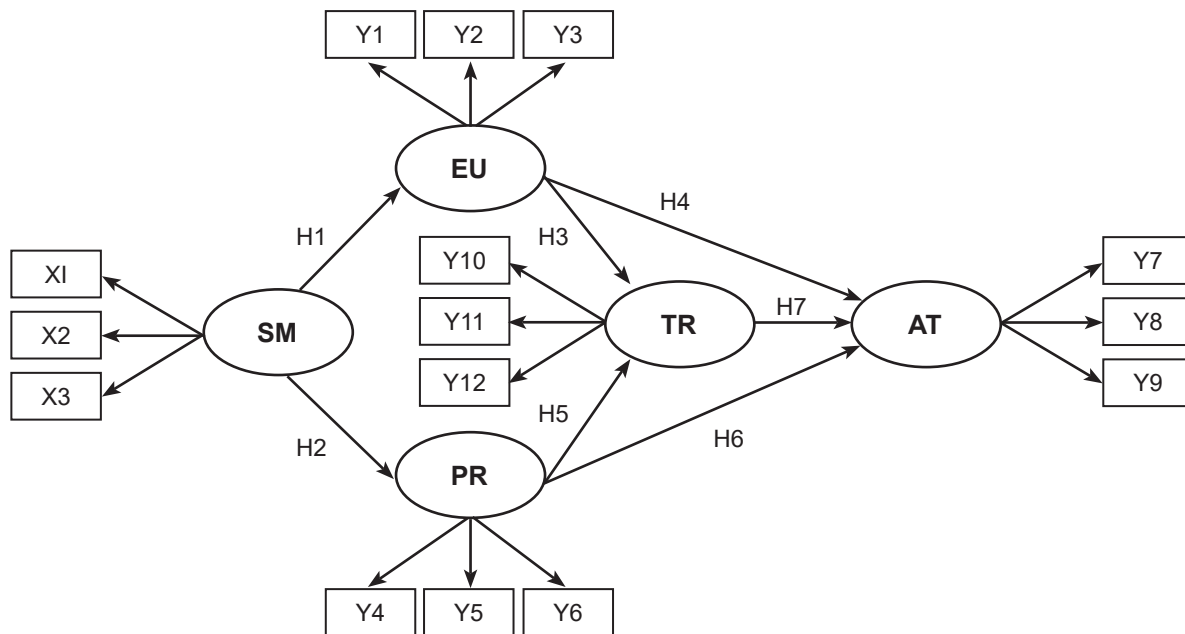 Y1 Y2 Y3
EU
H4
H1
H3
XI
Y10
Y7
X2
SM
Y11
TR
H7
AT
Y8
X3
Y12
Y9
H5
H2
H6
PR
Y4 Y5 Y6